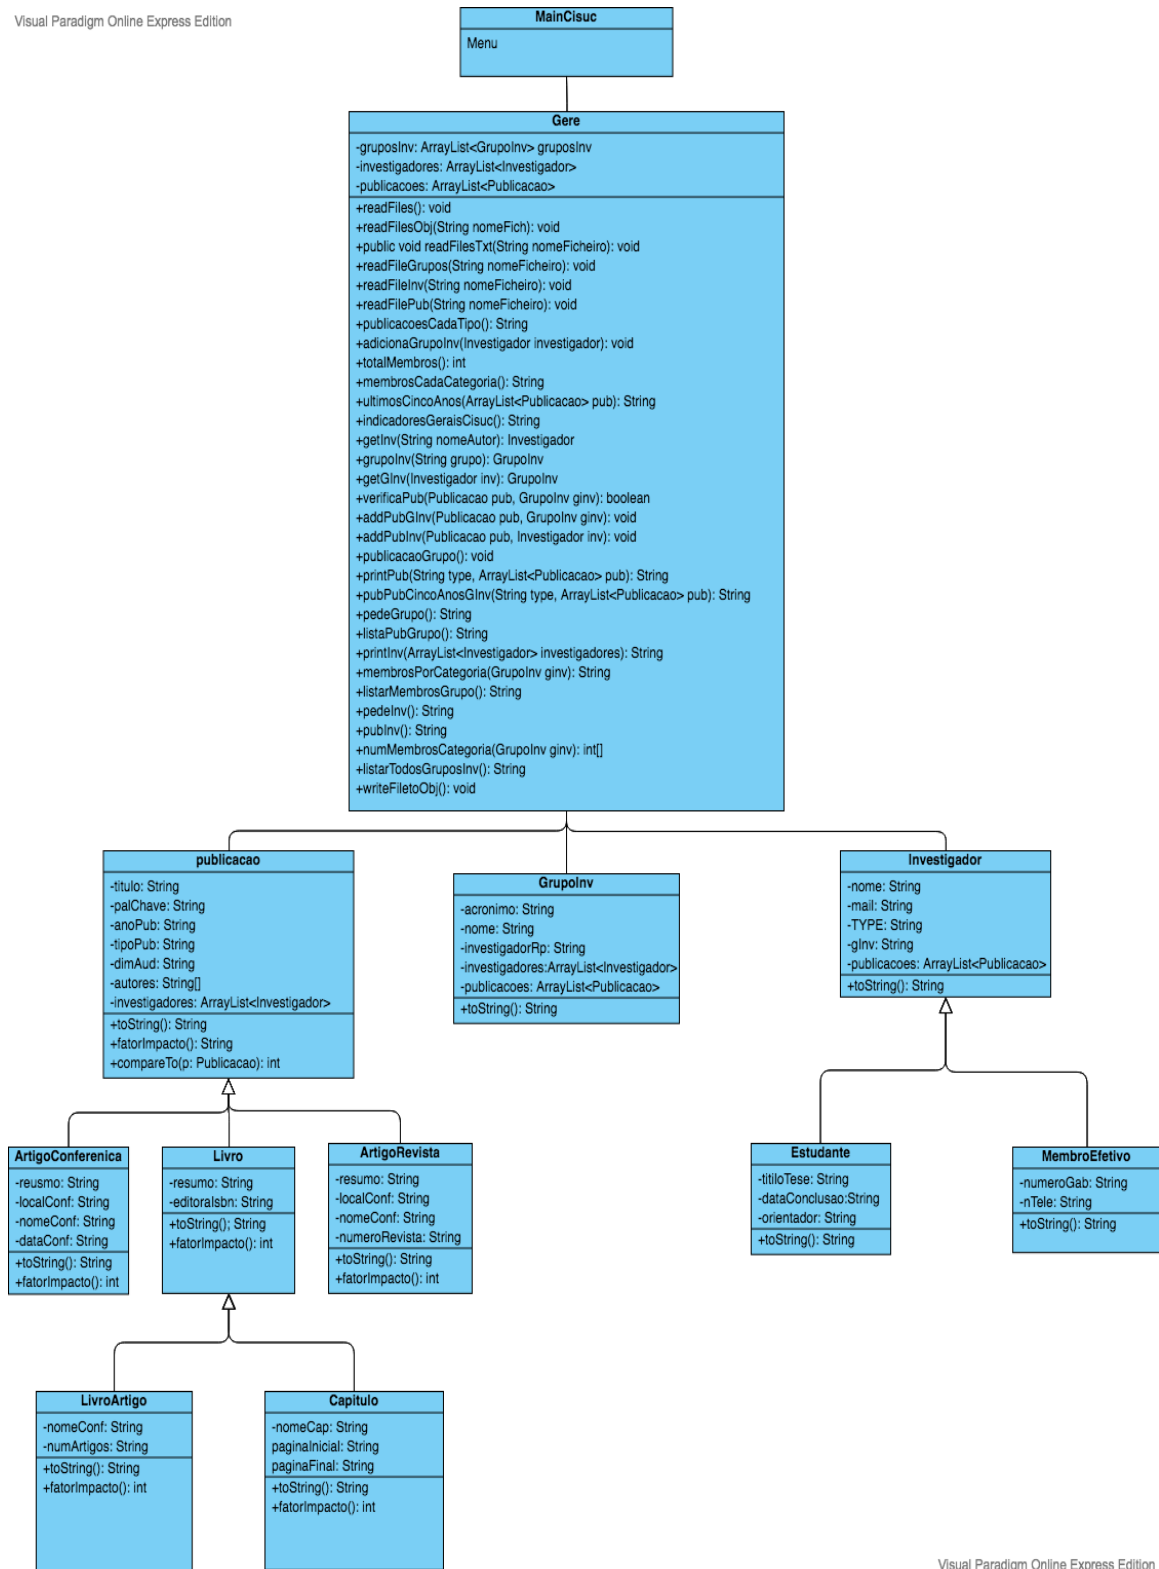 Visual Paradigm Online Express Edition
MainCisuc
Menu
Gere
-gruposInv: ArrayList<GrupoInv> gruposInv
-investigadores: ArrayList<Investigador>
-publicacoes: ArrayList<Publicacao>
+readFiles(): void
+readFilesObj(String nomeFich): void
+public void readFilesTxt(String nomeFicheiro): void
+readFileGrupos(String nomeFicheiro): void
+readFileInv(String nomeFicheiro): void
+readFilePub(String nomeFicheiro): void
+publicacoesCadaTipo(): String
+adicionaGrupoInv(Investigador investigador): void
+totalMembros(): int
+membrosCadaCategoria(): String
+ultimosCincoAnos(ArrayList<Publicacao> pub): String
+indicadoresGeraisCisuc(): String
+getInv(String nomeAutor): Investigador
+grupoInv(String grupo): GrupoInv
+getGInv(Investigador inv): GrupoInv
+verificaPub(Publicacao pub, GrupoInv ginv): boolean
+addPubGInv(Publicacao pub, GrupoInv ginv): void
+addPubInv(Publicacao pub, Investigador inv): void
+publicacaoGrupo(): void
+printPub(String type, ArrayList<Publicacao> pub): String
+pubPubCincoAnosGInv(String type, ArrayList<Publicacao> pub): String
+pedeGrupo(): String
+listaPubGrupo(): String
+printInv(ArrayList<Investigador> investigadores): String
+membrosPorCategoria(GrupoInv ginv): String
+listarMembrosGrupo(): String
+pedeInv(): String
+pubInv(): String
+numMembrosCategoria(GrupoInv ginv): int[]
+listarTodosGruposInv(): String
+writeFiletoObj(): void
publicacao
-titulo: String
-palChave: String
-anoPub: String
-tipoPub: String
-dimAud: String
-autores: String[]
-investigadores: ArrayList<Investigador>
+toString(): String
+fatorImpacto(): String
+compareTo(p: Publicacao): int
GrupoInv
-acronimo: String
-nome: String
-investigadorRp: String
-investigadores:ArrayList<Investigador>
-publicacoes: ArrayList<Publicacao>
+toString(): String
Investigador
-nome: String
-mail: String
-TYPE: String
-gInv: String
-publicacoes: ArrayList<Publicacao>
+toString(): String
ArtigoConferenica
-reusmo: String
-localConf: String
-nomeConf: String
-dataConf: String
+toString(): String
+fatorImpacto(): int
Livro
-resumo: String
-editoraIsbn: String
+toString(); String
+fatorImpacto(): int
ArtigoRevista
-resumo: String
-localConf: String
-nomeConf: String
-numeroRevista: String
+toString(): String
+fatorImpacto(): int
Estudante
-titiloTese: String
-dataConclusao:String
-orientador: String
+toString(): String
MembroEfetivo
-numeroGab: String
-nTele: String
+toString(): String
LivroArtigo
-nomeConf: String
-numArtigos: String
+toString(): String
+fatorImpacto(): int
Capitulo
-nomeCap: String
paginaInicial: String
paginaFinal: String
+toString(): String
+fatorImpacto(): int
Visual Paradigm Online Express Edition